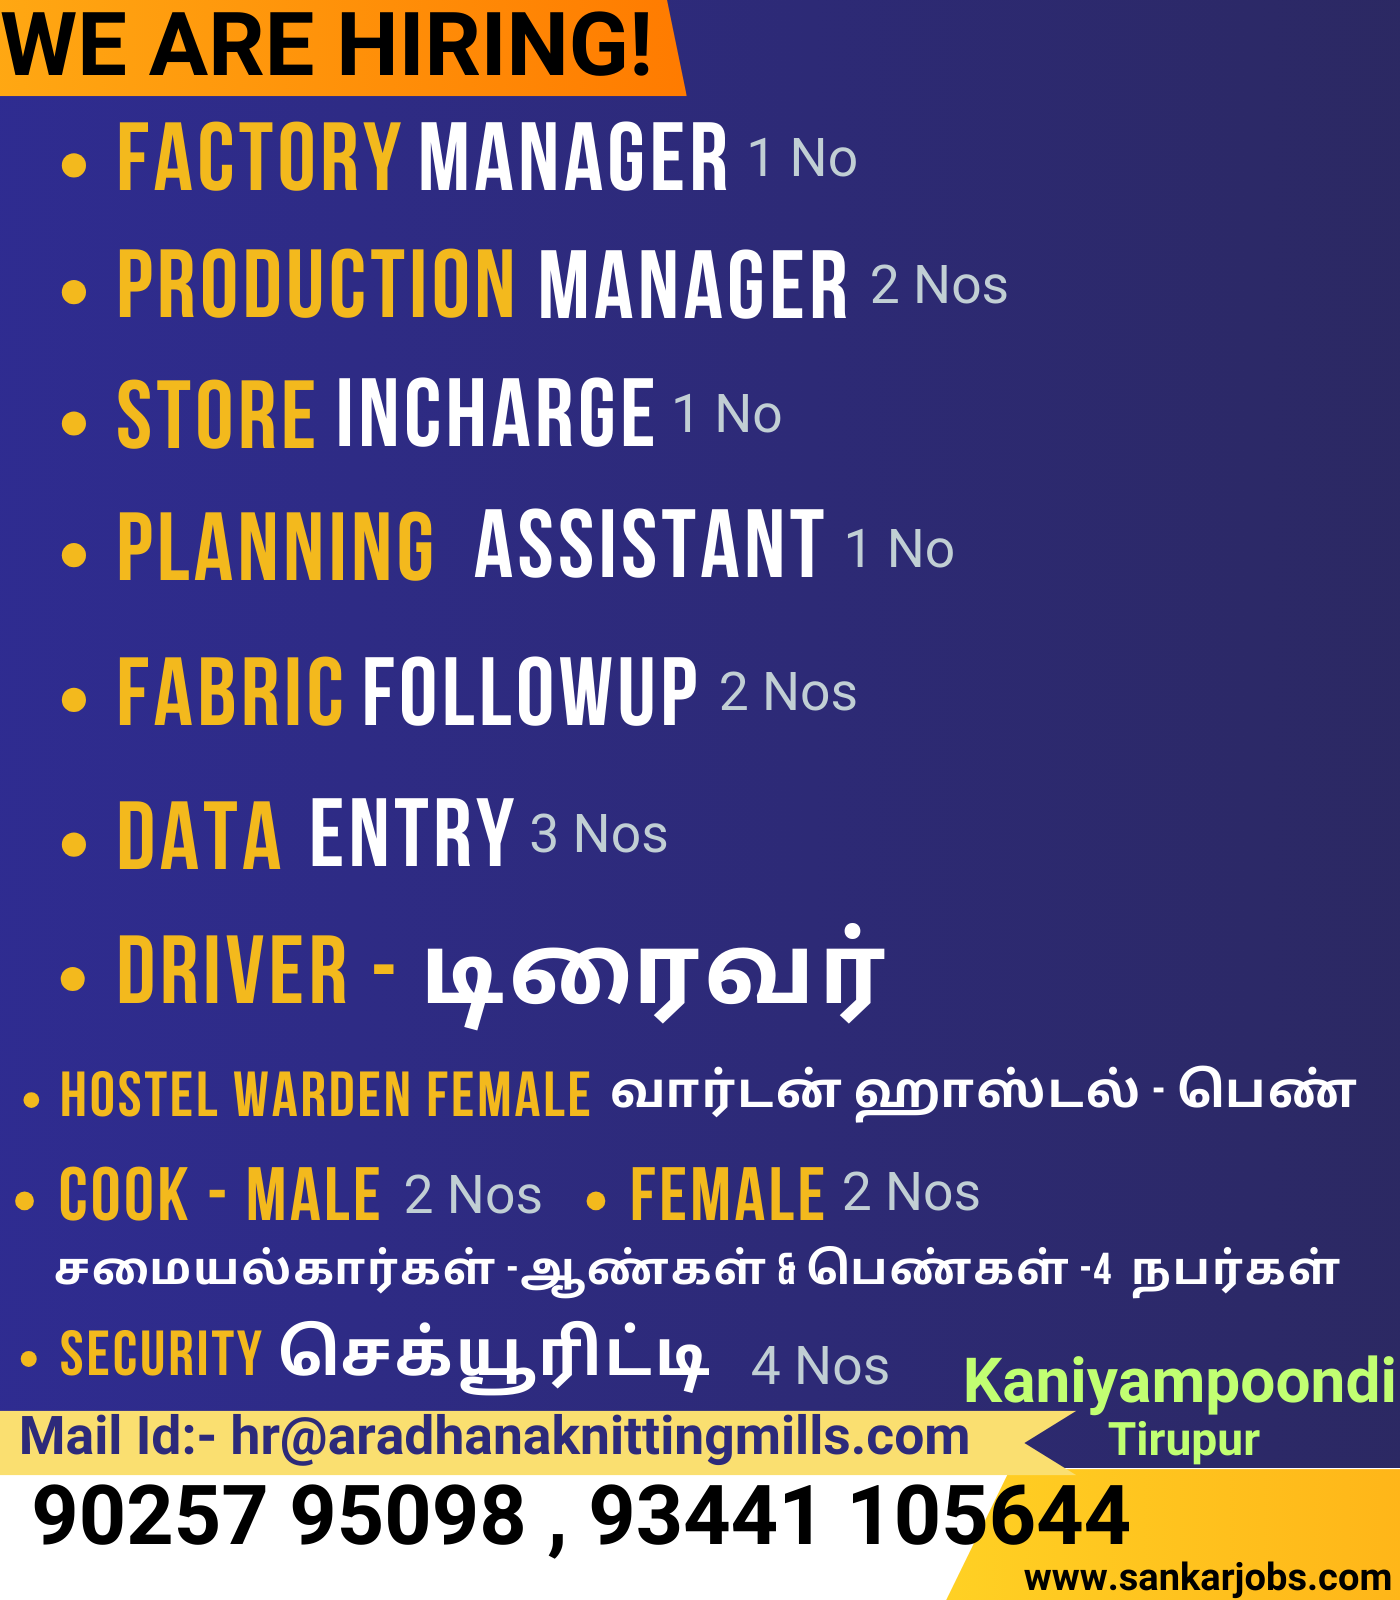 WE ARE HIRING!
• FACTORY MANAGER 1 No
• PRODUCTION MANAGER 2 Nos
• STORE INCHARGE 1 No
• PLANNING ASSISTANT 1 No
• FABRIC FOLLOWUP 2 Nos
• DATA ENTRY 3 Nos
• DRIVER - டிரைவர்
• HOSTEL WARDEN FEMALE வார்டன் ஹாஸ்டல் - பெண்
• COOK - MALE 2 Nos • FEMALE 2 Nos
சமையல்கார்கள் -ஆண்கள் & பெண்கள் -4 நபர்கள்
• SECURITY செக்யூரிட்டி 4 Nos
Kaniyampoondi
Tirupur
Mail Id:- hr@aradhanaknittingmills.com
90257 95098 , 93441 105644
www.sankarjobs.com